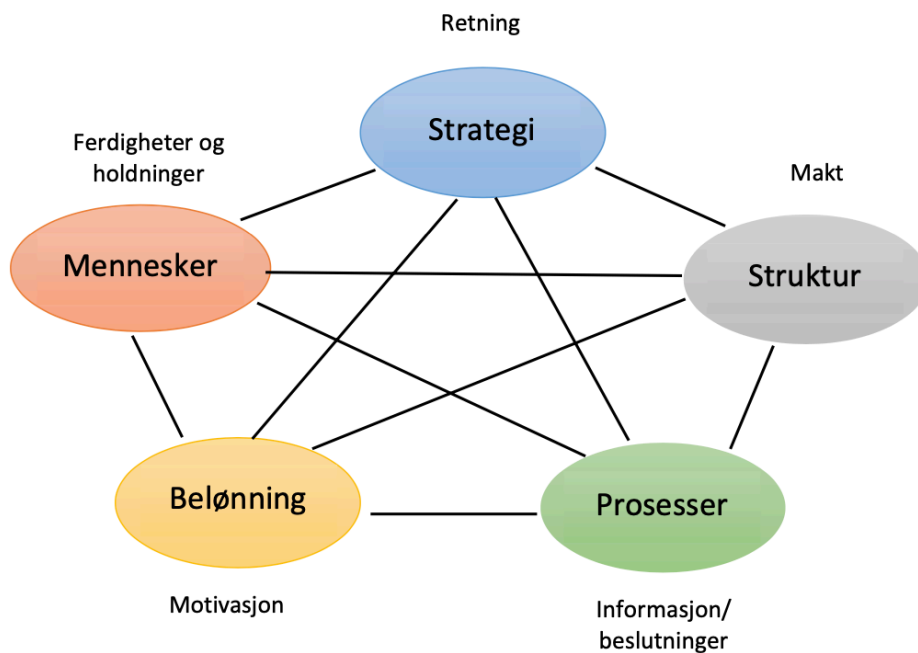 Retning
Strategi
Ferdigheter og
holdninger
Makt
Mennesker
Struktur
Belønning
Prosesser
Motivasjon
Informasjon/
beslutninger